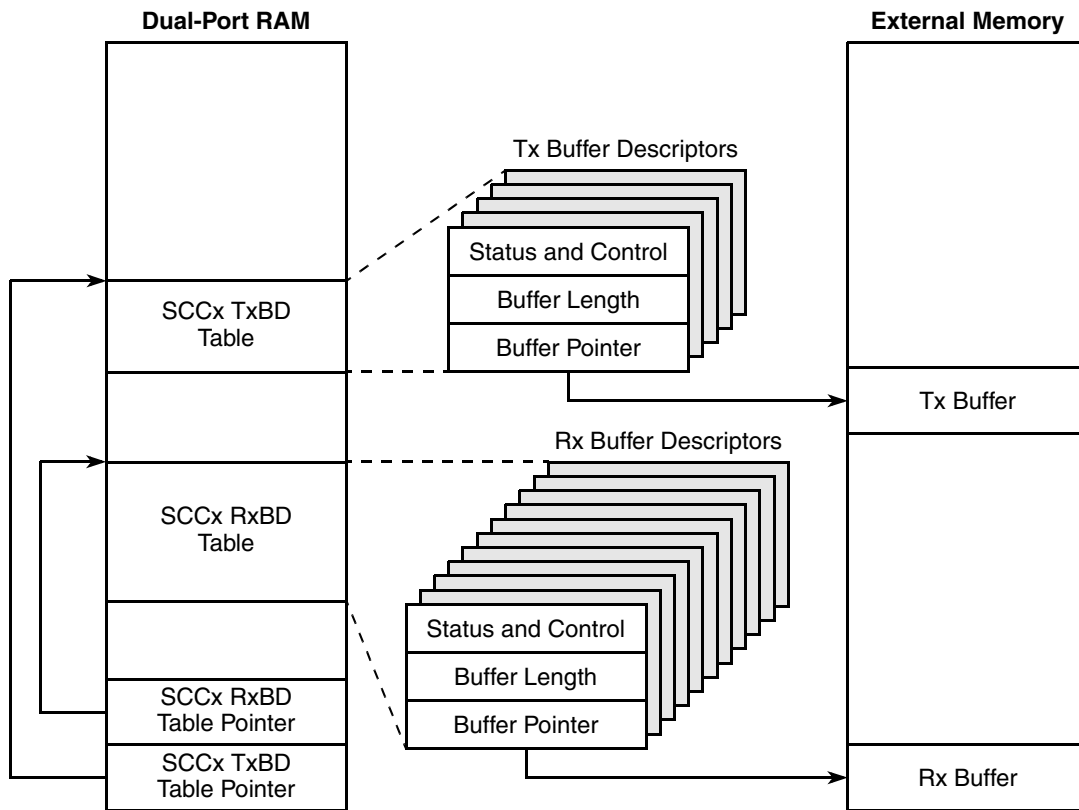 Dual-Port RAM
External Memory
Tx Buffer Descriptors
Status and Control
Buffer Length
Buffer Pointer
SCCx TxBD
Table
Tx Buffer
Rx Buffer Descriptors
SCCx RxBD
Table
Status and Control
Buffer Length
Buffer Pointer
SCCx RxBD
Table Pointer
SCCx TxBD
Table Pointer
Rx Buffer